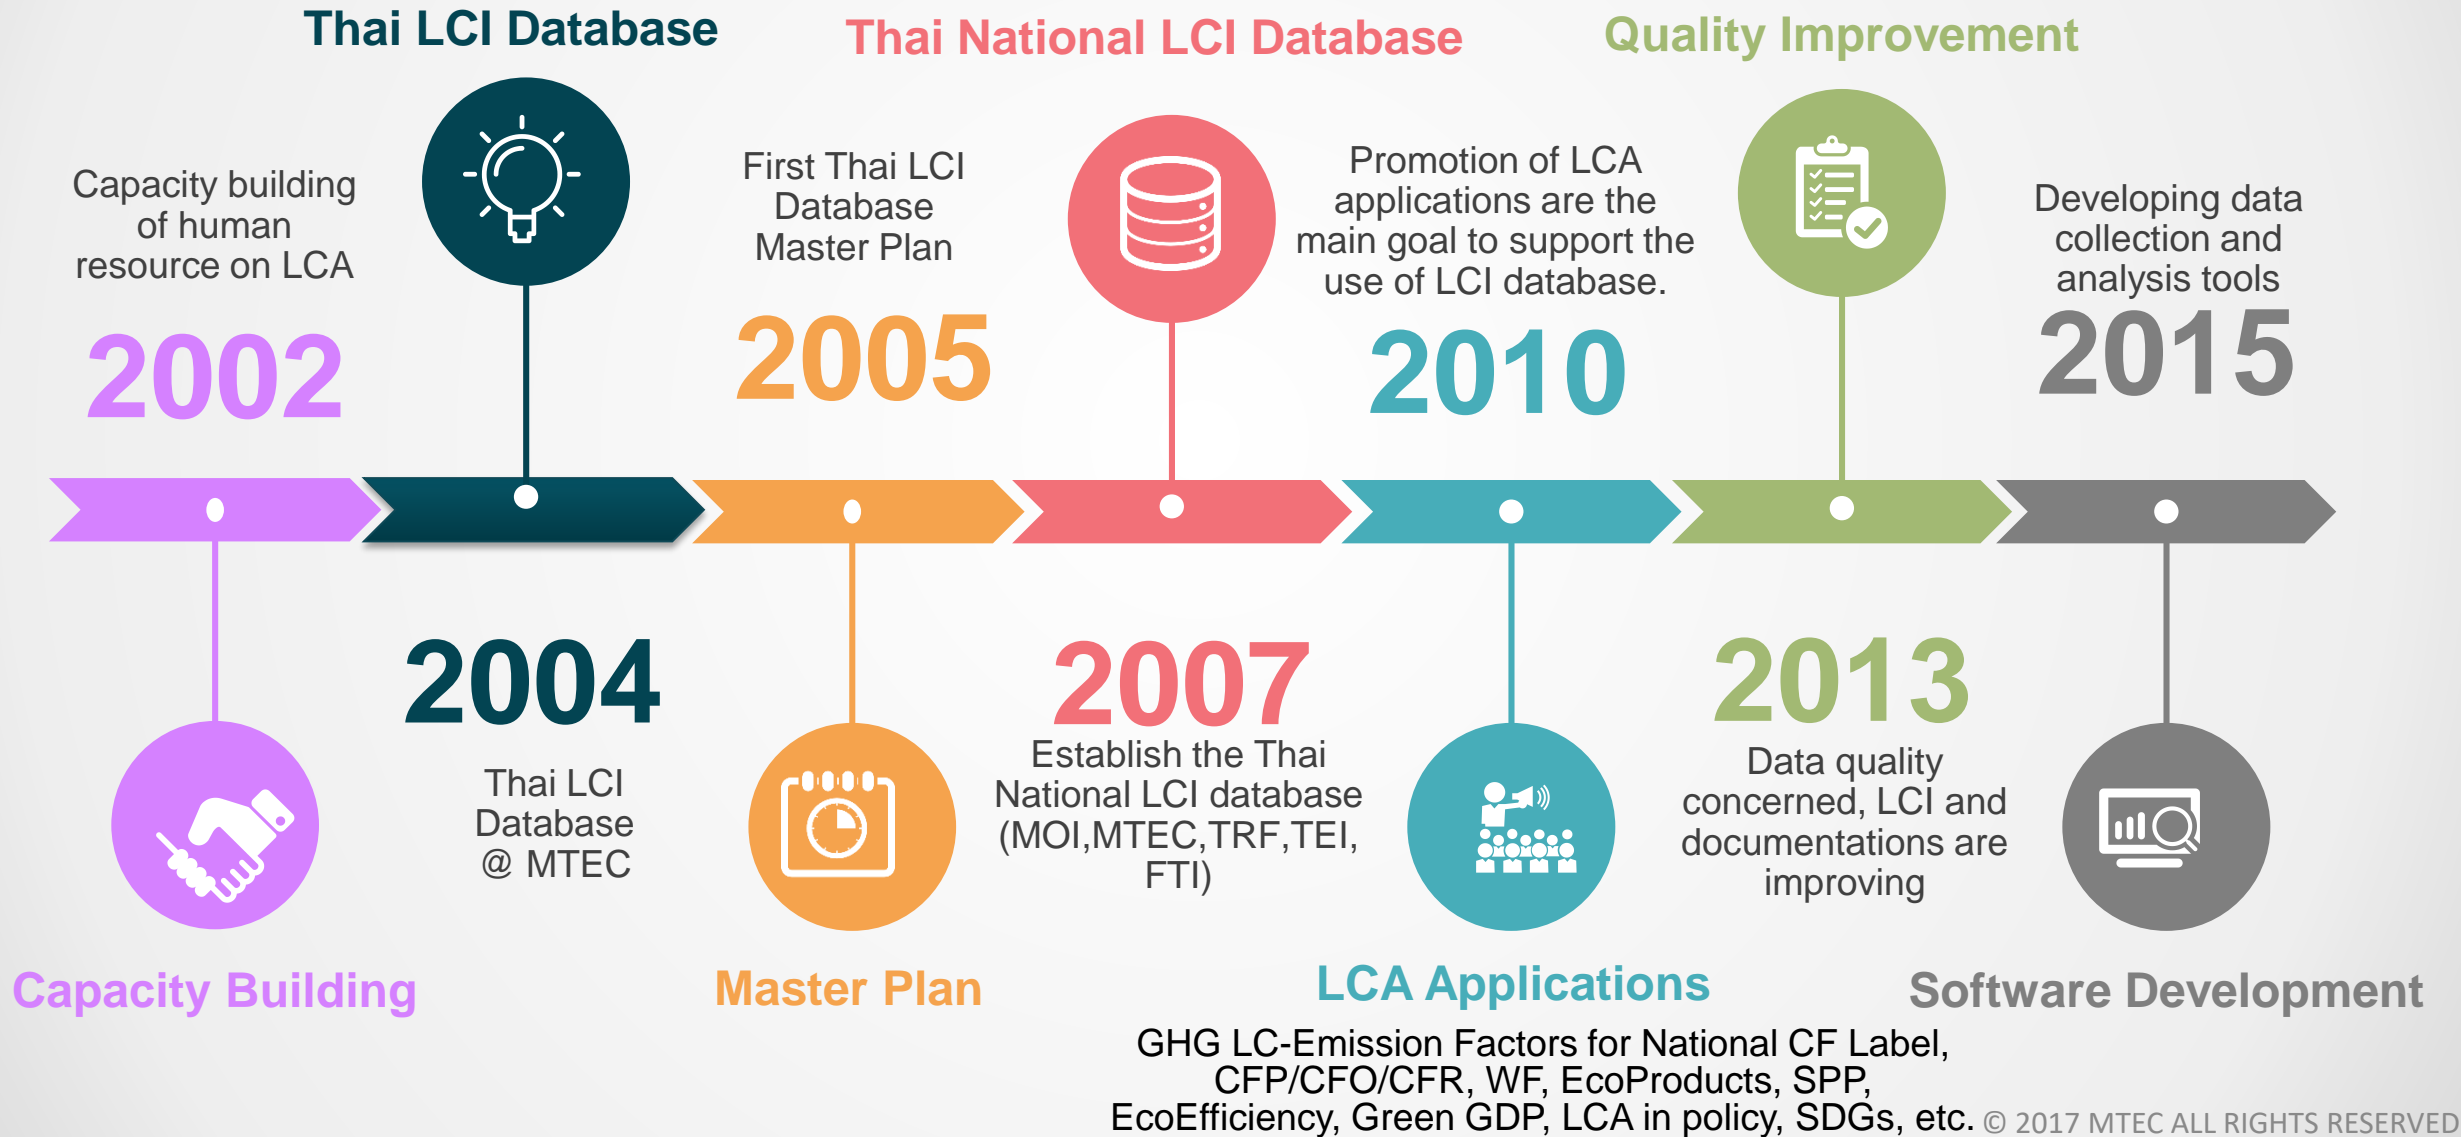 Thai LCI Database
Thai National LCI Database
Quality Improvement
Capacity building
of human
resource on LCA
2002
First Thai LCI
Database
Master Plan
2005
Promotion of LCA
applications are the
main goal to support the
use of LCI database.
2010
Developing data
collection and
analysis tools
2015
2004
Thai LCI
Database
@ MTEC
2007
Establish the Thai
National LCI database
(MOI,MTEC,TRF,TEI,
FTI)
2013
Data quality
concerned, LCI and
documentations are
improving
Capacity Building
Master Plan
LCA Applications
Software Development
GHG LC-Emission Factors for National CF Label,
CFP/CFO/CFR, WF, EcoProducts, SPP,
EcoEfficiency, Green GDP, LCA in policy, SDGs, etc.
© 2017 MTEC ALL RIGHTS RESERVED